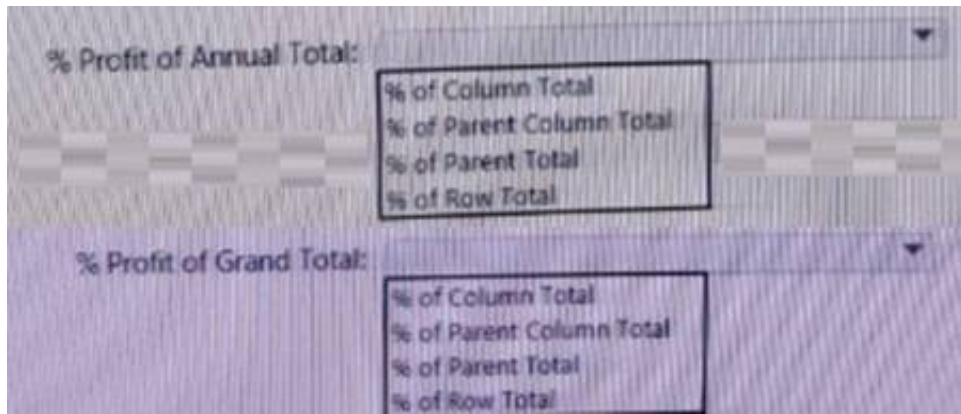 % Profit of Annual Total:
% of Column Total
% of Parent Column Total
% of Parent Total
% of Row Total
% Profit of Grand Total:
% of Column Total
% of Parent Column Total
% of Parent Total
% of Row Total